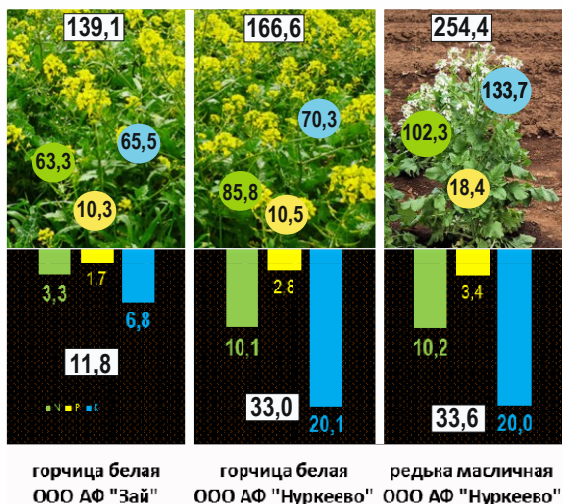 139,1 166,6 254,4
63,3 65,5 10,3
85,8 70,3 10,5
102,3 133,7 18,4
3,3 1,7 6,8
10,1 2,8 20,1
10,2 3,4 20,0
11,8 33,0 33,6
N P
горчица белая
ООО АФ "Зай"
горчица белая
ООО АФ "Нуркеево"
редька масличная
ООО АФ "Нуркеево"